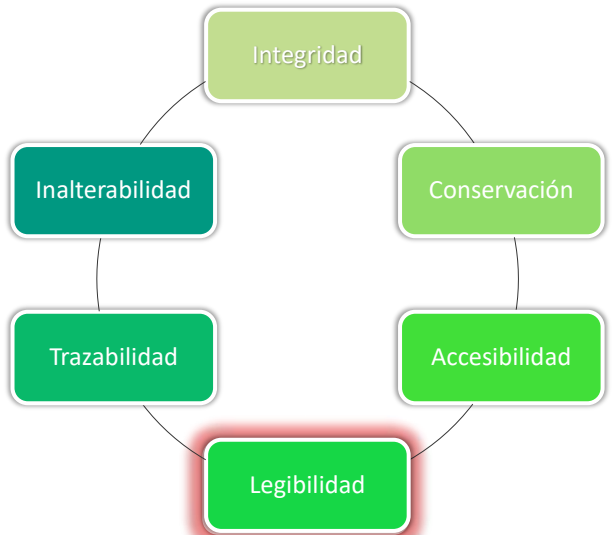 Integridad
Conservación
Accesibilidad
Legibilidad
Trazabilidad
Inalterabilidad